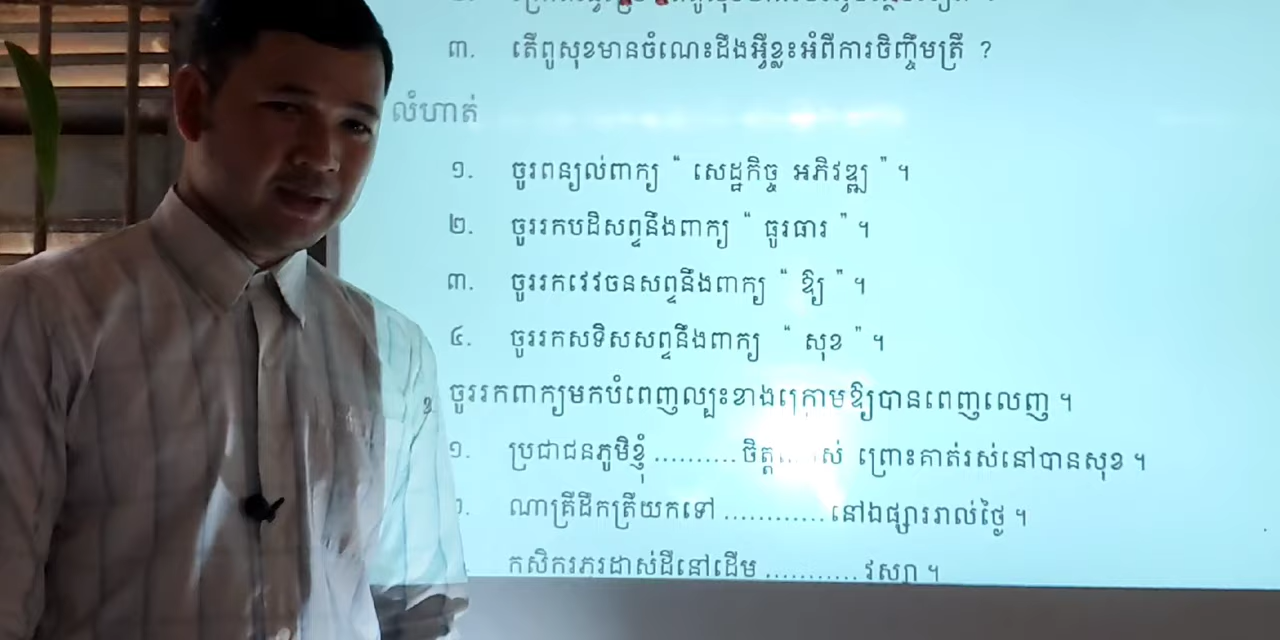 ៣. តើពូសុខមានចំណេះដឹងអ្វីខ្លះអំពីការចិញ្ចឹមត្រី ?
លំហាត់
១. ចូរពន្យល់ពាក្យ “ សេដ្ឋកិច្ច អភិវឌ្ឍ ” ។
២. ចូររកបដិសព្ទនឹងពាក្យ “ ធូរធារ ” ។
៣. ចូររកវេវចនសព្ទនឹងពាក្យ “ ឱ្យ ” ។
៤. ចូររកសទិសសព្ទនឹងពាក្យ “ សុខ ” ។
ខ. ចូររកពាក្យមកបំពេញល្បះខាងក្រោមឱ្យបានពេញលេញ ។
១. ប្រជាជនភូមិខ្ញុំ ..........ចិត្ត......ស់ ព្រោះគាត់រស់នៅបានសុខ ។
ណាគ្រីដឹកត្រីយកទៅ ............នៅឯផ្សាររាល់ថ្ងៃ ។
កសិករភ្ជួរដាស់ដីនៅដើម ........... វស្សា ។